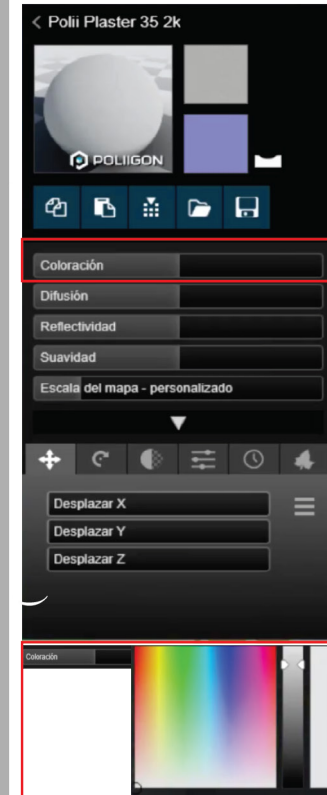 Polii Plaster 35 2k
POLIIGON
Coloración
Difusión
Reflectividad
Suavidad
Escala del mapa - personalizado
Desplazar X
Desplazar Y
Desplazar Z
Coloración